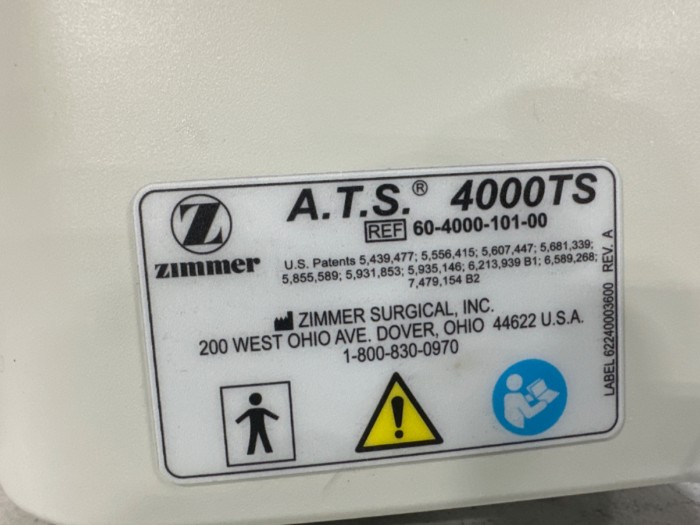 Z
zimmer
A.T.S.® 4000TS
REF 60-4000-101-00
U.S. Patents 5,439,477; 5,556,415; 5,607,447; 5,681,339;
5,855,589; 5,931,853; 5,935,146; 6,213,939 B1; 6,589,268;
7,479,154 B2
ZIMMER SURGICAL, INC.
200 WEST OHIO AVE. DOVER, OHIO 44622 U.S.A.
1-800-830-0970
LABEL 62240003600 REV. A